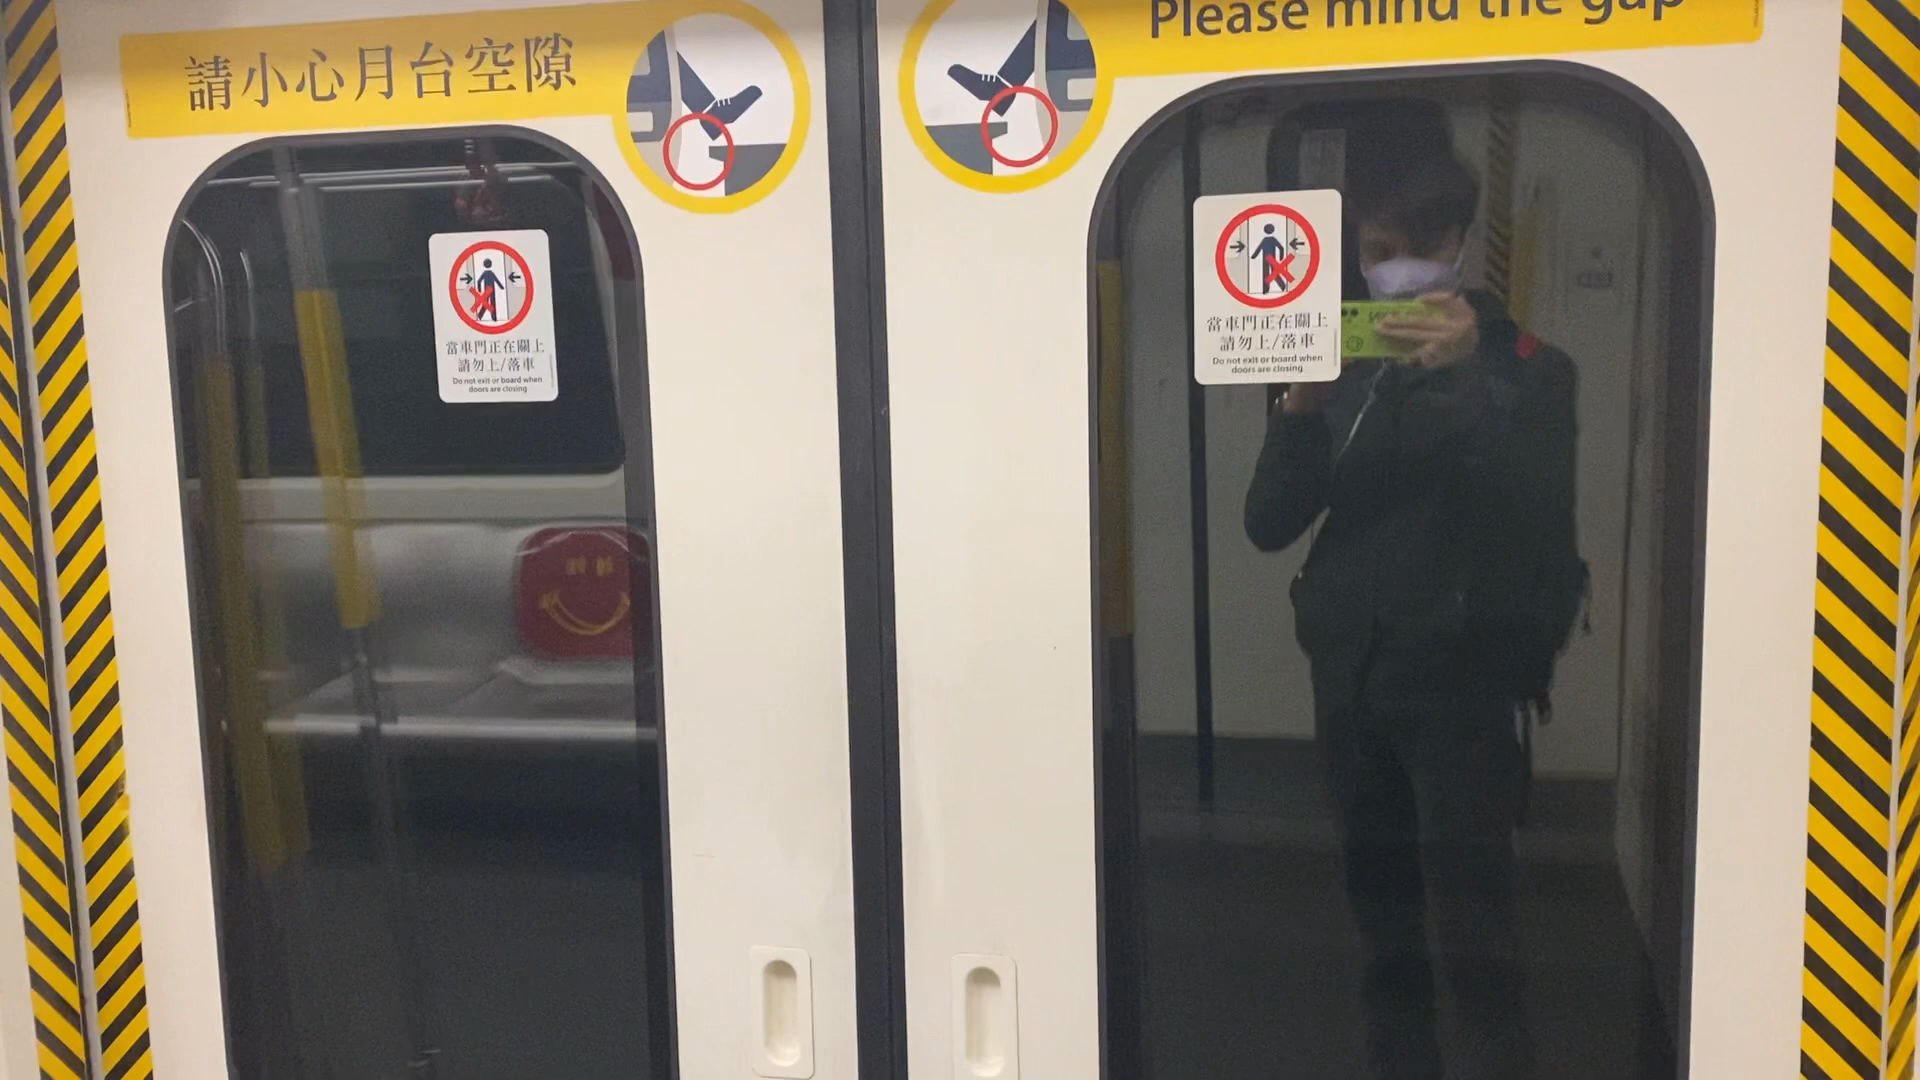 請小心月台空隙
Please mind the gap
當車門正在關上
請勿上/落車
Do not exit or board when
doors are closing
當車門正在關上
請勿上/落車
Do not exit or board when
doors are closing